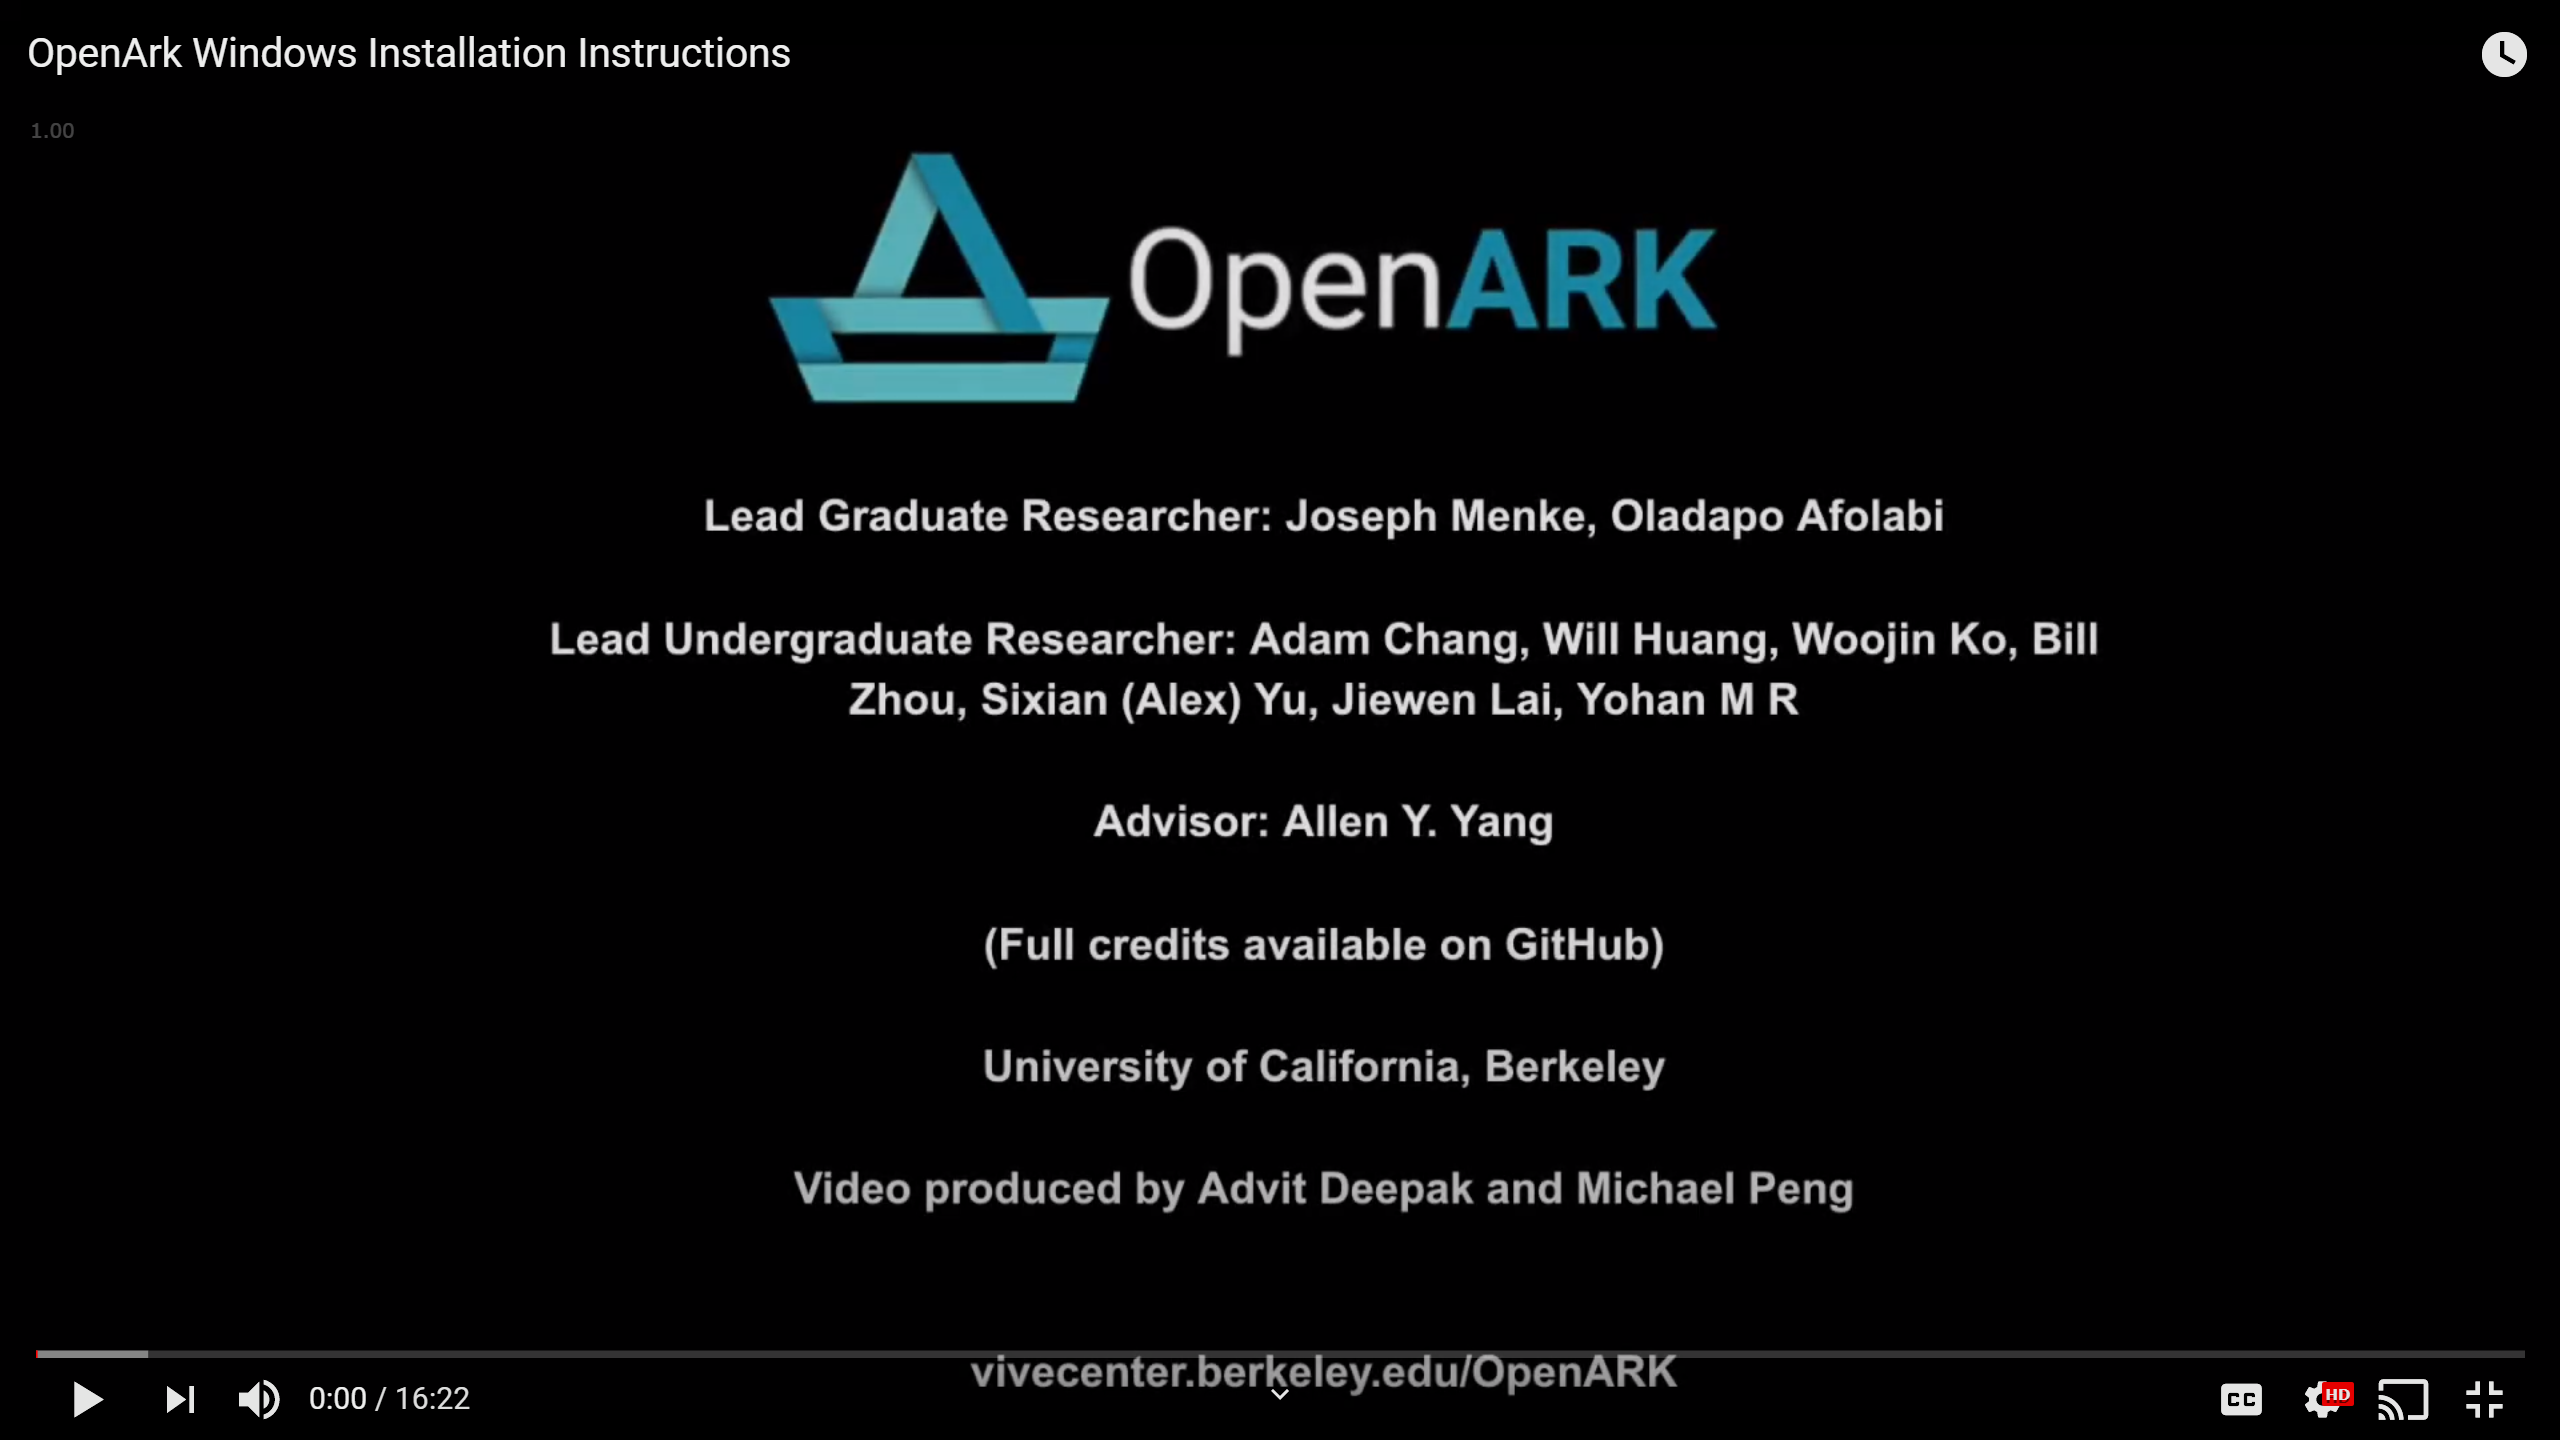 OpenArk Windows Installation Instructions
1.00
OpenARK
Lead Graduate Researcher: Joseph Menke, Oladapo Afolabi
Lead Undergraduate Researcher: Adam Chang, Will Huang, Woojin Ko, Bill
Zhou, Sixian (Alex) Yu, Jiewen Lai, Yohan M R
Advisor: Allen Y. Yang
(Full credits available on GitHub)
University of California, Berkeley
Video produced by Advit Deepak and Michael Peng
vivecenter.berkeley.edu/OpenARK
0:00 / 16:22
CC
HD